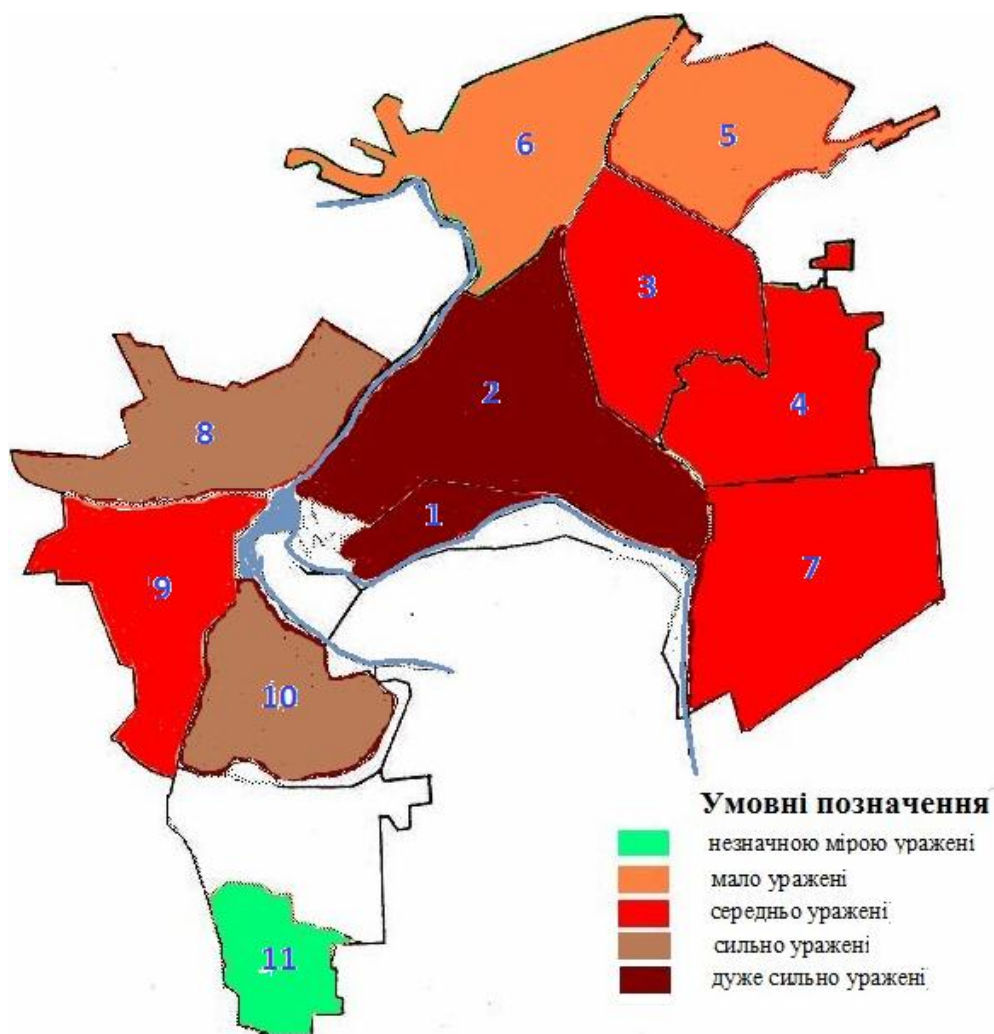 6
5
3
2
4
8
1
7
9
10
11
Умовні позначення
незначною мірою уражені
мало уражені
середньо уражені
сильно уражені
дуже сильно уражені